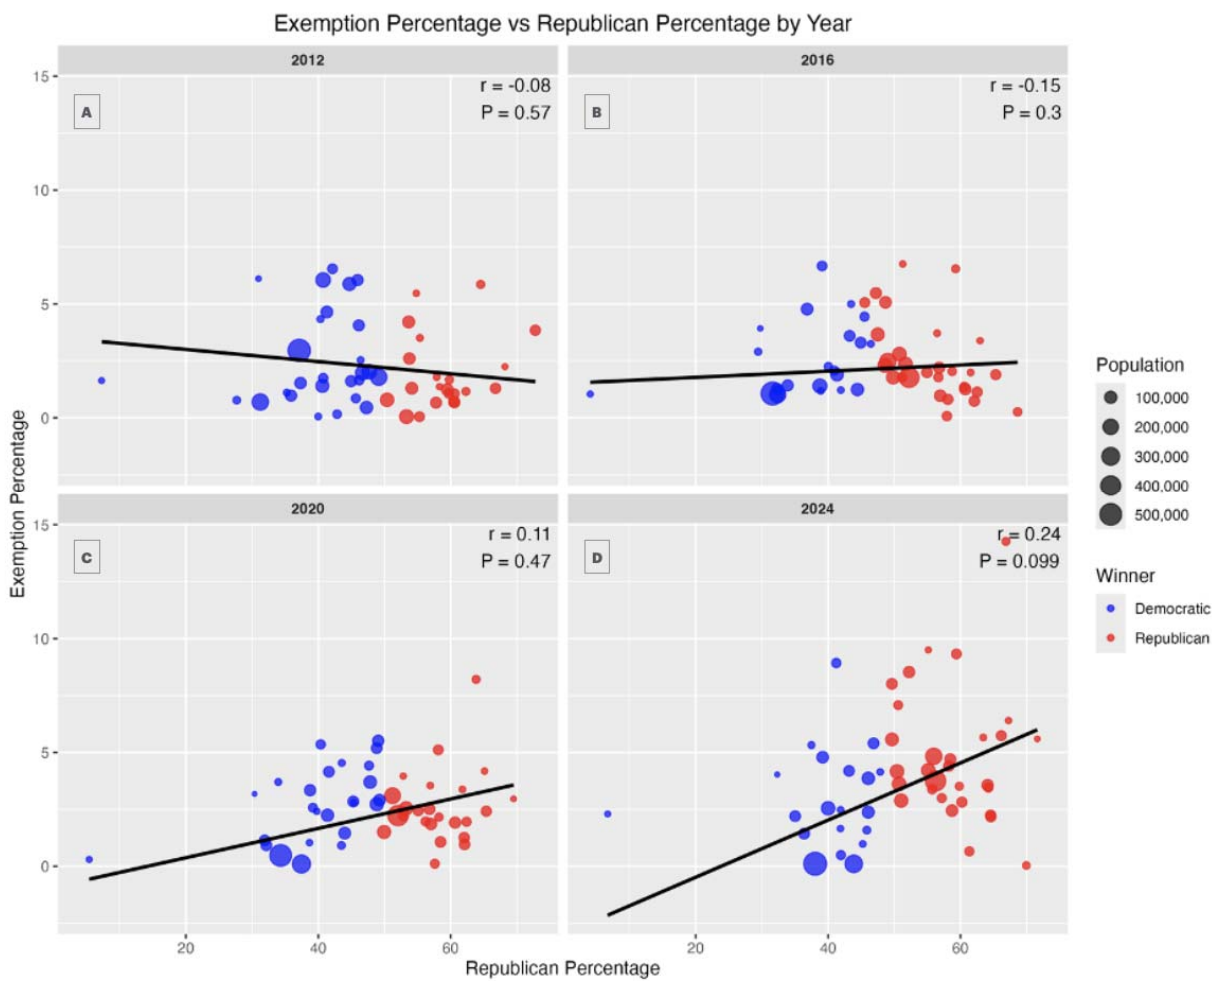 Exemption Percentage vs Republican Percentage by Year
2012
2016
15
10
5
0
A
r = -0.08
P = 0.57
B
r = -0.15
P = 0.3
2020
2024
15
10
5
0
C
r = 0.11
P = 0.47
D
r = 0.24
P = 0.099
20
40
60
20
40
60
Exemption Percentage
Republican Percentage
Population
100,000
200,000
300,000
400,000
500,000
Winner
Democratic
Republican